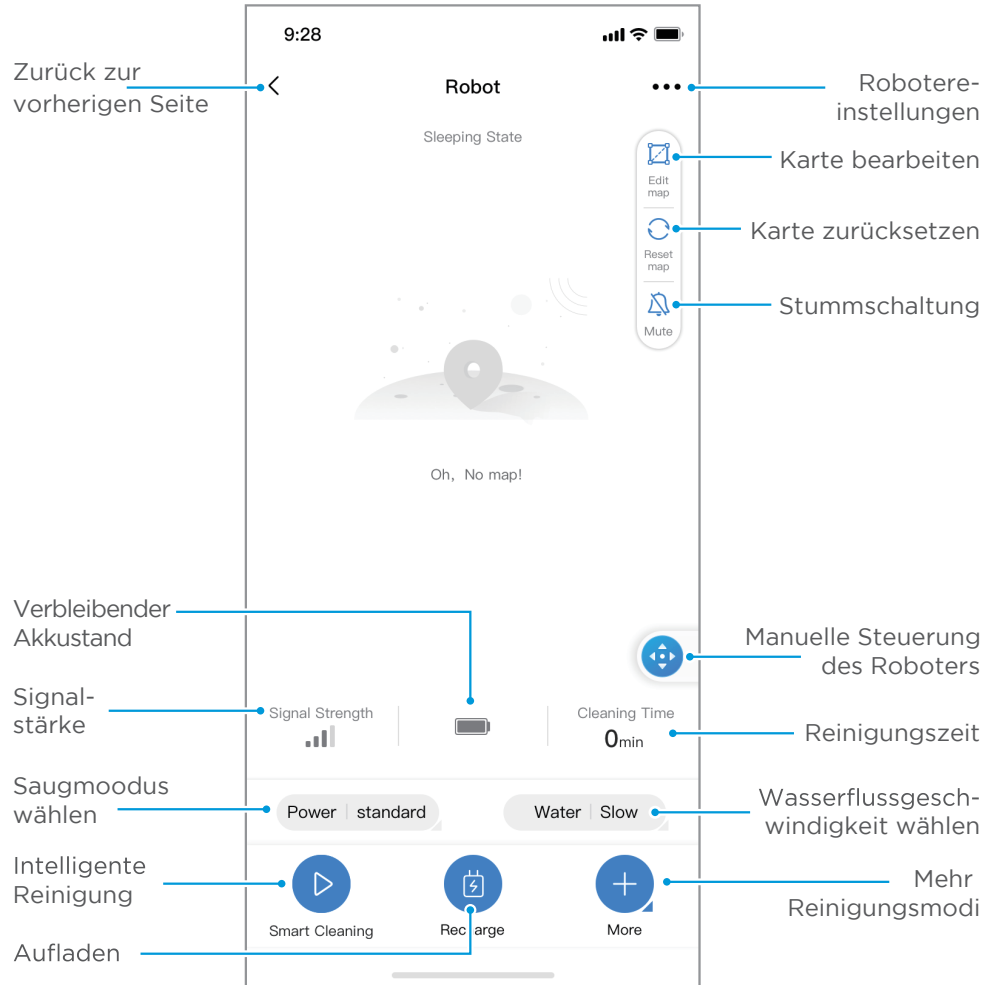 9:28
Zurück zur
vorherigen Seite
Robot
Robotere-
instellungen
Sleeping State
Karte bearbeiten
Edit
map
Karte zurücksetzen
Reset
map
Stummschaltung
Mute
Oh, No map!
Verbleibender
Akkustand
Manuelle Steuerung
des Roboters
Signal-
stärke
Signal Strength
Cleaning Time
0min
Reinigungszeit
Saugmoodus
wählen
Power | standard
Water | Slow
Wasserflussgesch-
windigkeit wählen
Intelligente
Reinigung
Mehr
Reinigungsmodi
Smart Cleaning
Recharge
More
Aufladen